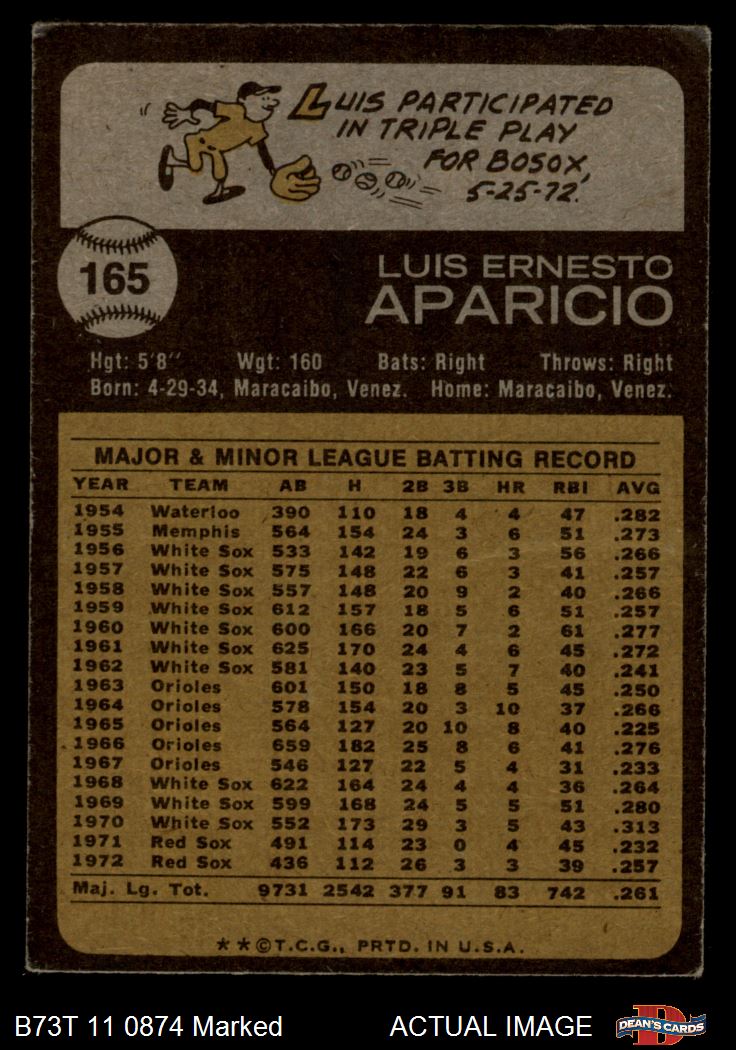 LUIS PARTICIPATED
IN TRIPLE PLAY
FOR BOSOX,
5-25-72.
165
LUIS ERNESTO
APARICIO
Hgt: 5'8" Wgt: 160 Bats: Right Throws: Right
Born: 4-29-34, Maracaibo, Venez. Home: Maracaibo, Venez.
MAJOR & MINOR LEAGUE BATTING RECORD
YEAR TEAM AB H 2B 3B HR RBI AVG
1954 Waterloo 390 110 18 4 4 47 .282
1955 Memphis 564 154 24 3 6 51 .273
1956 White Sox 533 142 19 6 3 56 .266
1957 White Sox 575 148 22 6 3 41 .257
1958 White Sox 557 148 20 9 2 40 .266
1959 White Sox 612 157 18 5 6 51 .257
1960 White Sox 600 166 20 7 2 61 .277
1961 White Sox 625 170 24 4 6 45 .272
1962 White Sox 581 140 23 5 7 40 .241
1963 Orioles 601 150 18 8 5 45 .250
1964 Orioles 578 154 20 3 10 37 .266
1965 Orioles 564 127 20 10 8 40 .225
1966 Orioles 659 182 25 8 6 41 .276
1967 Orioles 546 127 22 5 4 31 .233
1968 White Sox 622 164 24 4 4 36 .264
1969 White Sox 599 168 24 5 5 51 .280
1970 White Sox 552 173 29 3 5 43 .313
1971 Red Sox 491 114 23 0 4 45 .232
1972 Red Sox 436 112 26 3 3 39 .257
Maj. Lg. Tot. 9731 2542 377 91 83 742 .261
★★©T.C.G., PRTD. IN U.S.A.
B73T 11 0874 Marked ACTUAL IMAGE DEAN'S CARDS